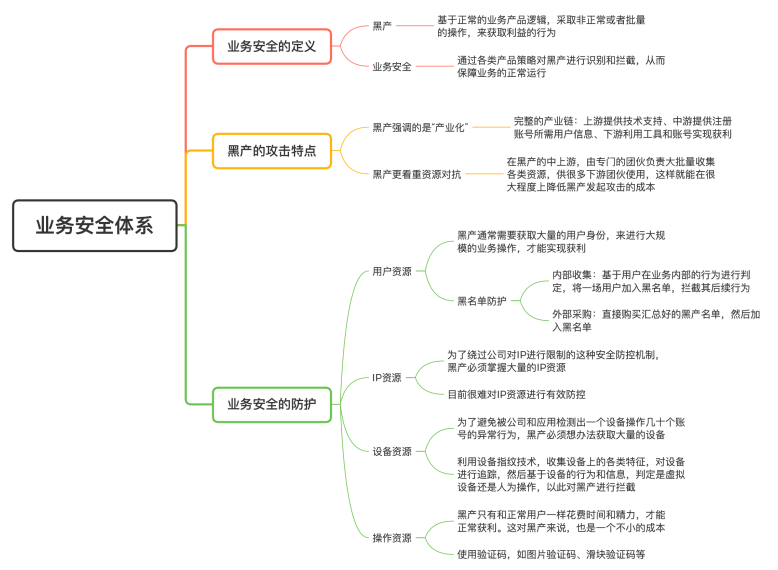 业务安全体系
业务安全的定义
黑产
基于正常的业务产品逻辑，采取非正常或者批量
的操作，来获取利益的行为
业务安全
通过各类产品策略对黑产进行识别和拦截，从而
保障业务的正常运行
黑产的攻击特点
黑产强调的是“产业化”
完整的产业链：上游提供技术支持、中游提供注册
账号所需用户信息、下游利用工具和账号实现获利
黑产更看重资源对抗
在黑产的中上游，由专门的团伙负责大批量收集
各类资源，供很多下游团伙使用，这样就能在很
大程度上降低黑产发起攻击的成本
业务安全的防护
用户资源
黑产通常需要获取大量的用户身份，来进行大规
模的业务操作，才能实现获利
黑名单防护
内部收集：基于用户在业务内部的行为进行判
定，将一场用户加入黑名单，拦截其后续行为
外部采购：直接购买汇总好的黑产名单，然后加
入黑名单
IP资源
为了绕过公司对IP进行限制的这种安全防控机制，
黑产必须掌握大量的IP资源
目前很难对IP资源进行有效防控
设备资源
为了避免被公司和应用检测出一个设备操作几十个账
号的异常行为，黑产必须想办法获取大量的设备
利用设备指纹技术，收集设备上的各类特征，对设备
进行追踪，然后基于设备的行为和信息，判定是虚拟
设备还是人为操作，以此对黑产进行拦截
操作资源
黑产只有和正常用户一样花费时间和精力，才能
正常获利。这对黑产来说，也是一个不小的成本
使用验证码，如图片验证码、滑块验证码等